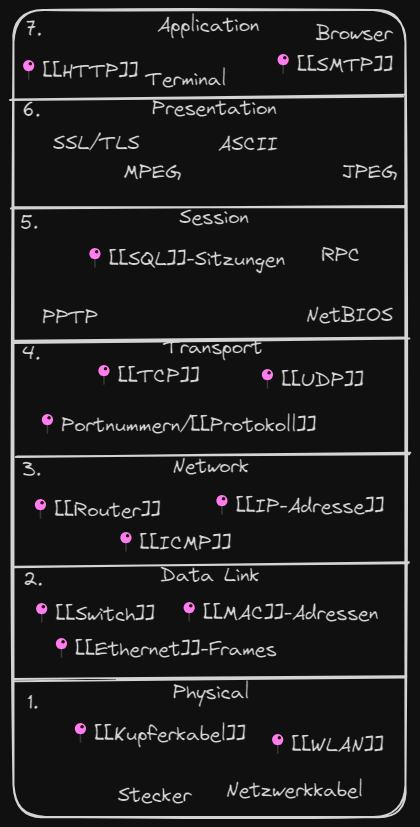 7. Application
Browser
[[HTTP]] [[SMTP]]
Terminal
6. Presentation
SSL/TLS ASCII
MPEG JPEG
5. Session
[[SQL]]-Sitzungen RPC
PPTP NetBIOS
4. Transport
[[TCP]] [[UDP]]
Portnummern/[[Protokoll]]
3. Network
[[Router]] [[IP-Adresse]]
[[ICMP]]
2. Data Link
[[Switch]] [[MAC]]-Adressen
[[Ethernet]]-Frames
1. Physical
[[Kupferkabel]] [[WLAN]]
Stecker Netzwerkkabel